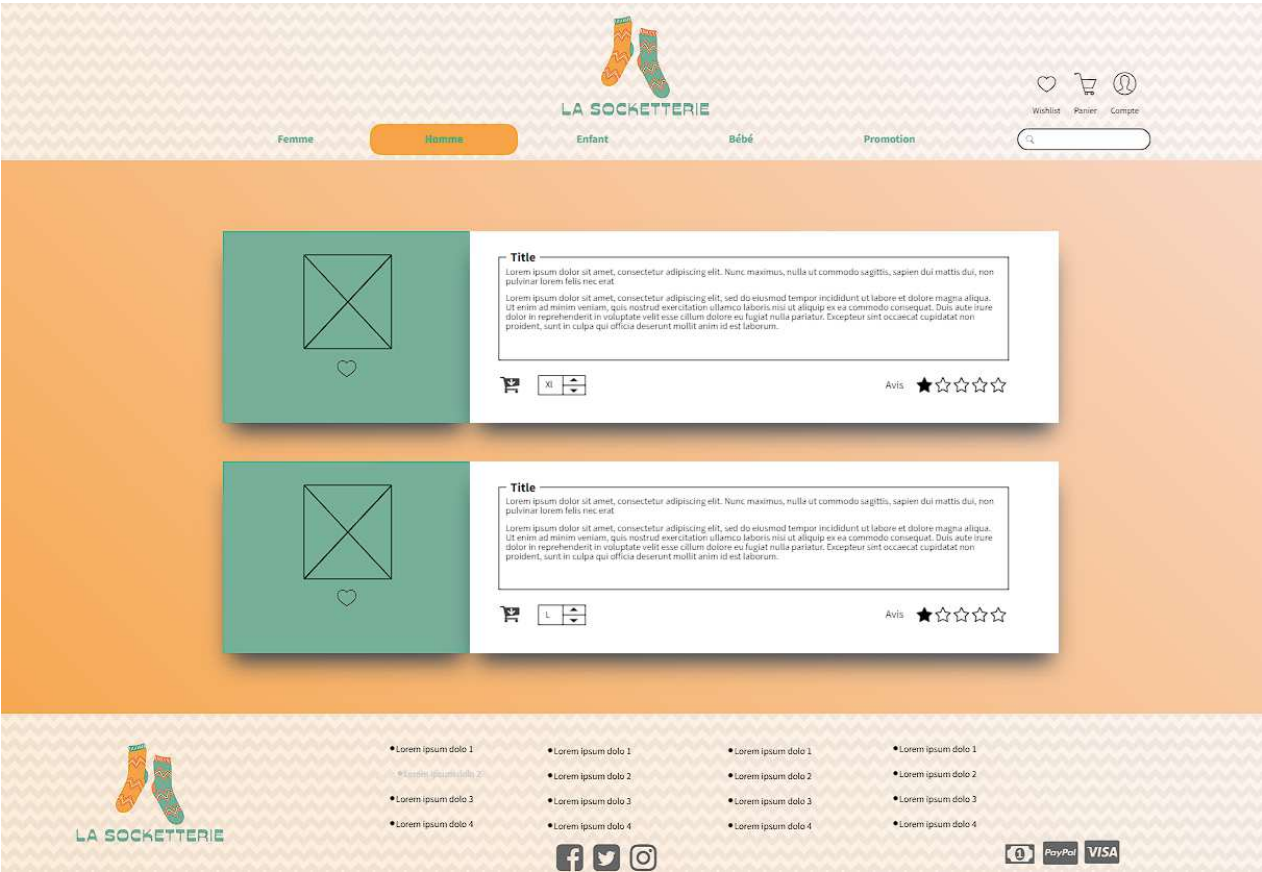 LA SOCKETTERIE
Wishlist Panier Compte
Femme Homme Enfant Bébé Promotion
Title
Lorem ipsum dolor sit amet, consectetur adipiscing elit. Nunc maximus, nulla ut commodo sagittis, sapien dui mattis dui, non
pulvinar lorem felis nec erat
Lorem ipsum dolor sit amet, consectetur adipiscing elit, sed do eiusmod tempor incididunt ut labore et dolore magna aliqua.
Ut enim ad minim veniam, quis nostrud exercitation ullamco laboris nisi ut aliquip ex ea commodo consequat. Duis aute irure
dolor in reprehenderit in voluptate velit esse cillum dolore eu fugiat nulla pariatur. Excepteur sint occaecat cupidatat non
proident, sunt in culpa qui officia deserunt mollit anim id est laborum.
Xl Avis
Title
Lorem ipsum dolor sit amet, consectetur adipiscing elit. Nunc maximus, nulla ut commodo sagittis, sapien dui mattis dui, non
pulvinar lorem felis nec erat
Lorem ipsum dolor sit amet, consectetur adipiscing elit, sed do eiusmod tempor incididunt ut labore et dolore magna aliqua.
Ut enim ad minim veniam, quis nostrud exercitation ullamco laboris nisi ut aliquip ex ea commodo consequat. Duis aute irure
dolor in reprehenderit in voluptate velit esse cillum dolore eu fugiat nulla pariatur. Excepteur sint occaecat cupidatat non
proident, sunt in culpa qui officia deserunt mollit anim id est laborum.
L Avis
LA SOCKETTERIE
•Lorem ipsum dolo 1
•Lorem ipsum dolo 2
•Lorem ipsum dolo 3
•Lorem ipsum dolo 4
•Lorem ipsum dolo 1
•Lorem ipsum dolo 2
•Lorem ipsum dolo 3
•Lorem ipsum dolo 4
•Lorem ipsum dolo 1
•Lorem ipsum dolo 2
•Lorem ipsum dolo 3
•Lorem ipsum dolo 4
•Lorem ipsum dolo 1
•Lorem ipsum dolo 2
•Lorem ipsum dolo 3
•Lorem ipsum dolo 4
1 PayPal VISA